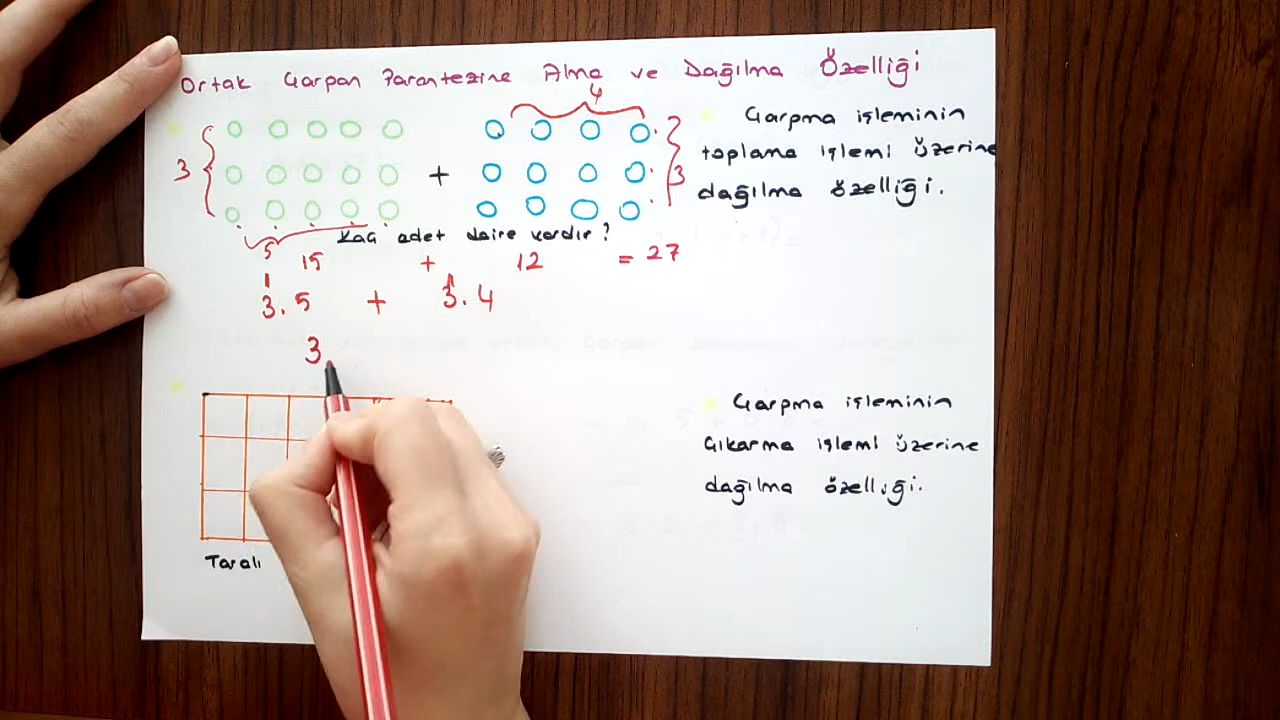 Ortak Çarpan Parantezine Alma ve Dağılma Özelliği
4
3
+
3
Çarpma işleminin
toplama işlemi üzerine
dağılma özelliği.
Kaç adet daire vardır?
5
15 + 12 = 27
3.5 + 3.4
3
Çarpma işleminin
Çıkarma işlemi üzerine
dağılma özelliği.
Taralı